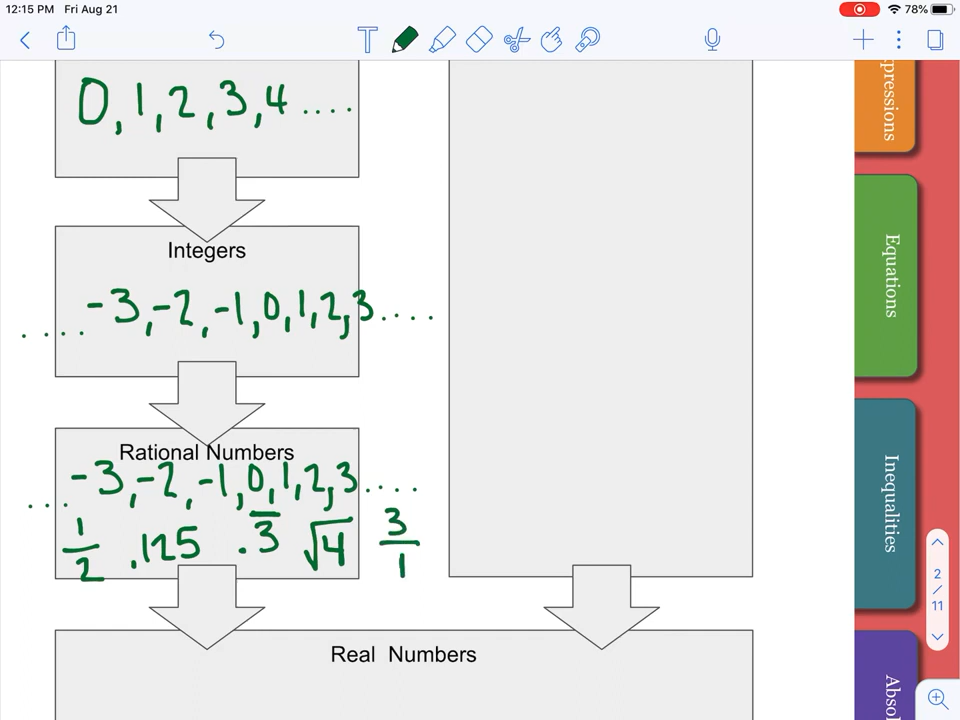 12:15 PM Fri Aug 21
78%
T
0, 1, 2, 3, 4 ....
Integers
.... -3, -2, -1, 0, 1, 2, 3 ....
Rational Numbers
... -3, -2, -1, 0, 1, 2, 3 ....
1/2 .125 .3̅ √4 3/1
Real Numbers
pressions
Equations
Inequalities
Absol
2
/
11